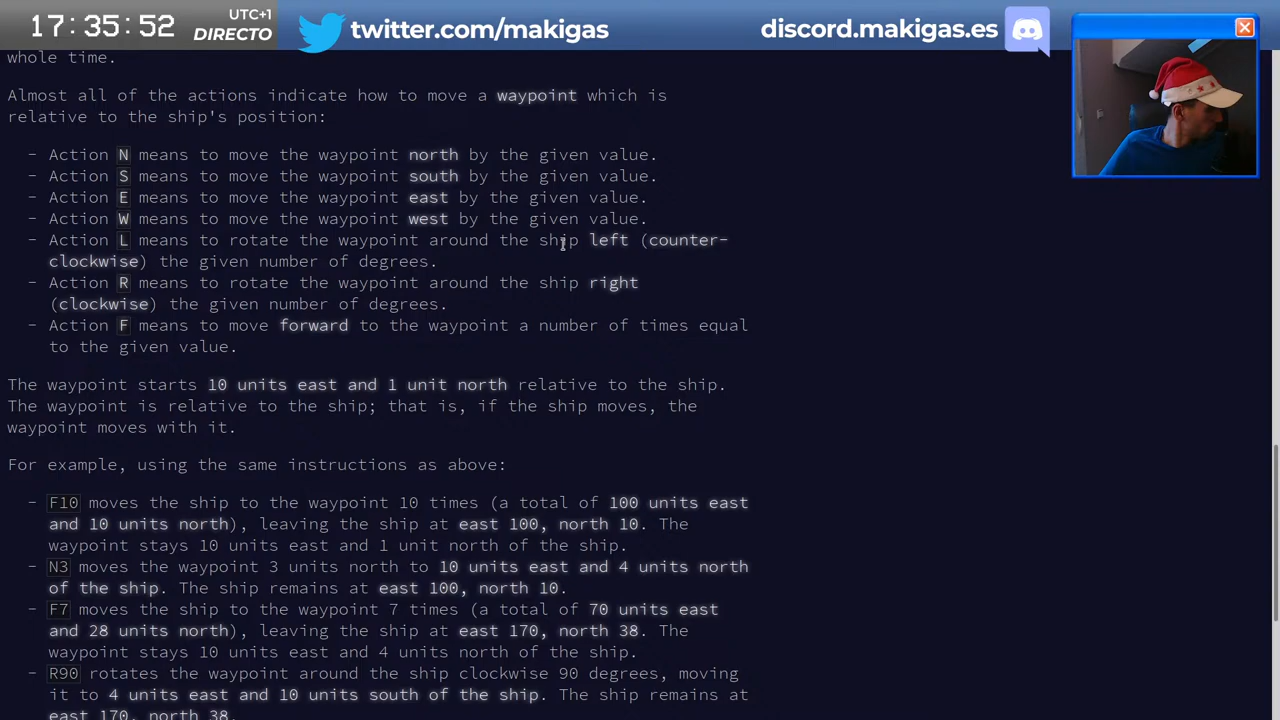 17:35:52
UTC+1
DIRECTO
twitter.com/makigas
discord.makigas.es
whole time.
Almost all of the actions indicate how to move a waypoint which is
relative to the ship's position:
- Action N means to move the waypoint north by the given value.
- Action S means to move the waypoint south by the given value.
- Action E means to move the waypoint east by the given value.
- Action W means to move the waypoint west by the given value.
- Action L means to rotate the waypoint around the ship left (counter-
clockwise) the given number of degrees.
- Action R means to rotate the waypoint around the ship right
(clockwise) the given number of degrees.
- Action F means to move forward to the waypoint a number of times equal
to the given value.
The waypoint starts 10 units east and 1 unit north relative to the ship.
The waypoint is relative to the ship; that is, if the ship moves, the
waypoint moves with it.
For example, using the same instructions as above:
- F10 moves the ship to the waypoint 10 times (a total of 100 units east
and 10 units north), leaving the ship at east 100, north 10. The
waypoint stays 10 units east and 1 unit north of the ship.
- N3 moves the waypoint 3 units north to 10 units east and 4 units north
of the ship. The ship remains at east 100, north 10.
- F7 moves the ship to the waypoint 7 times (a total of 70 units east
and 28 units north), leaving the ship at east 170, north 38. The
waypoint stays 10 units east and 4 units north of the ship.
- R90 rotates the waypoint around the ship clockwise 90 degrees, moving
it to 4 units east and 10 units south of the ship. The ship remains at
east 170, north 38.